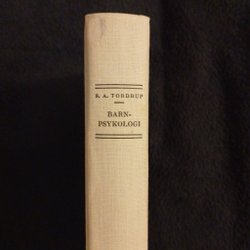 S. A. TORDRUP
BARN-
PSYKOLOGI